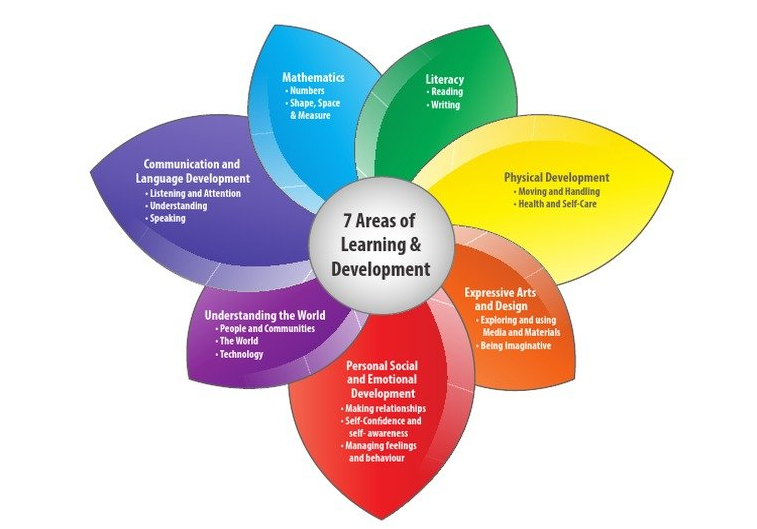 7 Areas of
Learning &
Development
Mathematics
• Numbers
• Shape, Space
& Measure
Literacy
• Reading
• Writing
Physical Development
• Moving and Handling
• Health and Self-Care
Expressive Arts
and Design
• Exploring and using
Media and Materials
• Being Imaginative
Personal Social
and Emotional
Development
• Making relationships
• Self-Confidence and
self- awareness
• Managing feelings
and behaviour
Understanding the World
• People and Communities
• The World
• Technology
Communication and
Language Development
• Listening and Attention
• Understanding
• Speaking